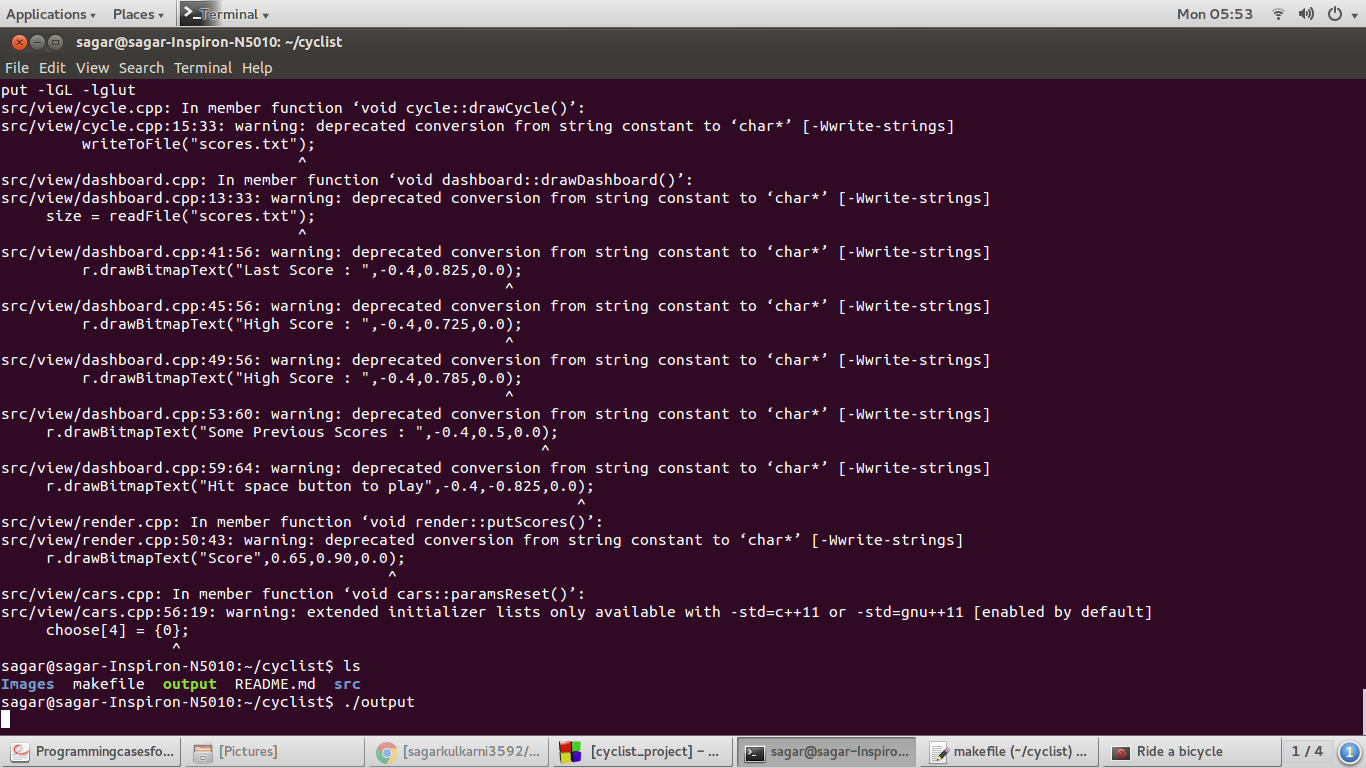 Applications Places Terminal Mon 05:53
sagar@sagar-Inspiron-N5010: ~/cyclist
File Edit View Search Terminal Help
put -lGL -lglut
src/view/cycle.cpp: In member function ‘void cycle::drawCycle()’:
src/view/cycle.cpp:15:33: warning: deprecated conversion from string constant to ‘char*’ [-Wwrite-strings]
         writeToFile("scores.txt");
                                 ^
src/view/dashboard.cpp: In member function ‘void dashboard::drawDashboard()’:
src/view/dashboard.cpp:13:33: warning: deprecated conversion from string constant to ‘char*’ [-Wwrite-strings]
     size = readFile("scores.txt");
                                 ^
src/view/dashboard.cpp:41:56: warning: deprecated conversion from string constant to ‘char*’ [-Wwrite-strings]
         r.drawBitmapText("Last Score : ",-0.4,0.825,0.0);
                                                        ^
src/view/dashboard.cpp:45:56: warning: deprecated conversion from string constant to ‘char*’ [-Wwrite-strings]
         r.drawBitmapText("High Score : ",-0.4,0.725,0.0);
                                                        ^
src/view/dashboard.cpp:49:56: warning: deprecated conversion from string constant to ‘char*’ [-Wwrite-strings]
         r.drawBitmapText("High Score : ",-0.4,0.785,0.0);
                                                        ^
src/view/dashboard.cpp:53:60: warning: deprecated conversion from string constant to ‘char*’ [-Wwrite-strings]
     r.drawBitmapText("Some Previous Scores : ",-0.4,0.5,0.0);
                                                            ^
src/view/dashboard.cpp:59:64: warning: deprecated conversion from string constant to ‘char*’ [-Wwrite-strings]
     r.drawBitmapText("Hit space button to play",-0.4,-0.825,0.0);
                                                                ^
src/view/render.cpp: In member function ‘void render::putScores()’:
src/view/render.cpp:50:43: warning: deprecated conversion from string constant to ‘char*’ [-Wwrite-strings]
     r.drawBitmapText("Score",0.65,0.90,0.0);
                                           ^
src/view/cars.cpp: In member function ‘void cars::paramsReset()’:
src/view/cars.cpp:56:19: warning: extended initializer lists only available with -std=c++11 or -std=gnu++11 [enabled by default]
     choose[4] = {0};
                   ^
sagar@sagar-Inspiron-N5010:~/cyclist$ ls
Images  makefile  output  README.md  src
sagar@sagar-Inspiron-N5010:~/cyclist$ ./output
Programmingcasesfo... [Pictures] [sagarkulkarni3592/... [cyclist_project] – ... sagar@sagar–Inspiro... makefile (~/cyclist) ... Ride a bicycle 1 / 4 1